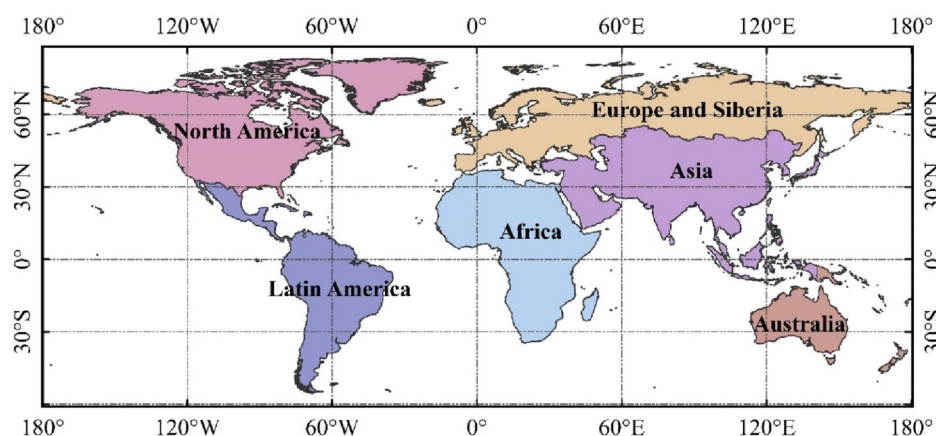 180° 120°W 60°W 0° 60°E 120°E 180°
60°N 60°N
North America Europe and Siberia
30°N Asia 30°N
Africa
0° 0°
Latin America
Australia
30°S 30°S
180° 120°W 60°W 0° 60°E 120°E 180°